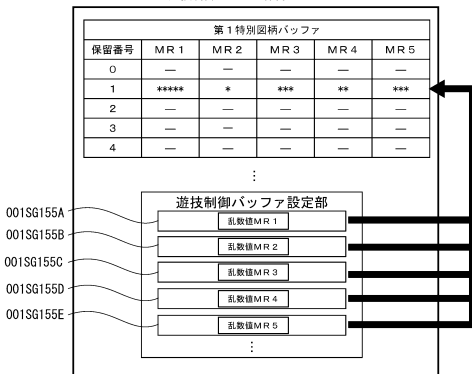 第１特別図柄バッファ
保留番号 ＭＲ１ ＭＲ２ ＭＲ３ ＭＲ４ ＭＲ５
0 — — — — —
1 ***** * *** ** ***
2 — — — — —
3 — — — — —
4 — — — — —
⋮
遊技制御バッファ設定部
001SG155A 乱数値ＭＲ１
001SG155B 乱数値ＭＲ２
001SG155C 乱数値ＭＲ３
001SG155D 乱数値ＭＲ４
001SG155E 乱数値ＭＲ５
⋮